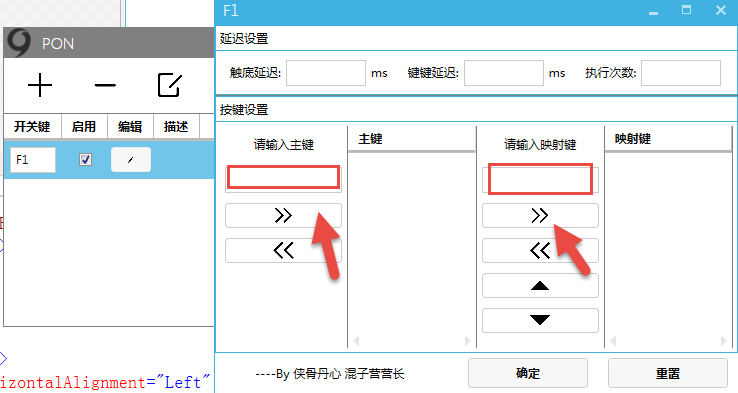 F1
PON
延迟设置
触底延迟: ms 键键延迟: ms 执行次数:
开关键 启用 编辑 描述
按键设置
F1
请输入主键 主键 请输入映射键 映射键
izontalAlignment="Left"
----By 侠骨丹心 混子营营长 确定 重置